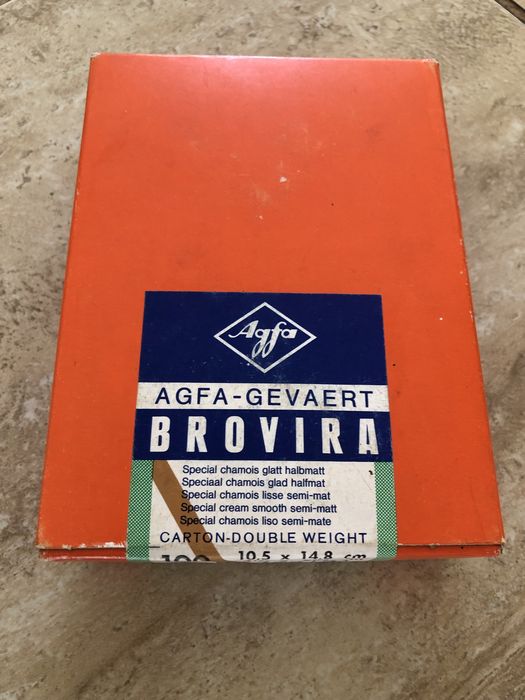 Agfa
AGFA-GEVAERT
BROVIRA
Special chamois glatt halbmatt
Speciaal chamois glad halfmat
Special chamois lisse semi-mat
Special cream smooth semi-matt
Special chamois liso semi-mate
CARTON-DOUBLE WEIGHT
100 10,5 x 14,8 cm